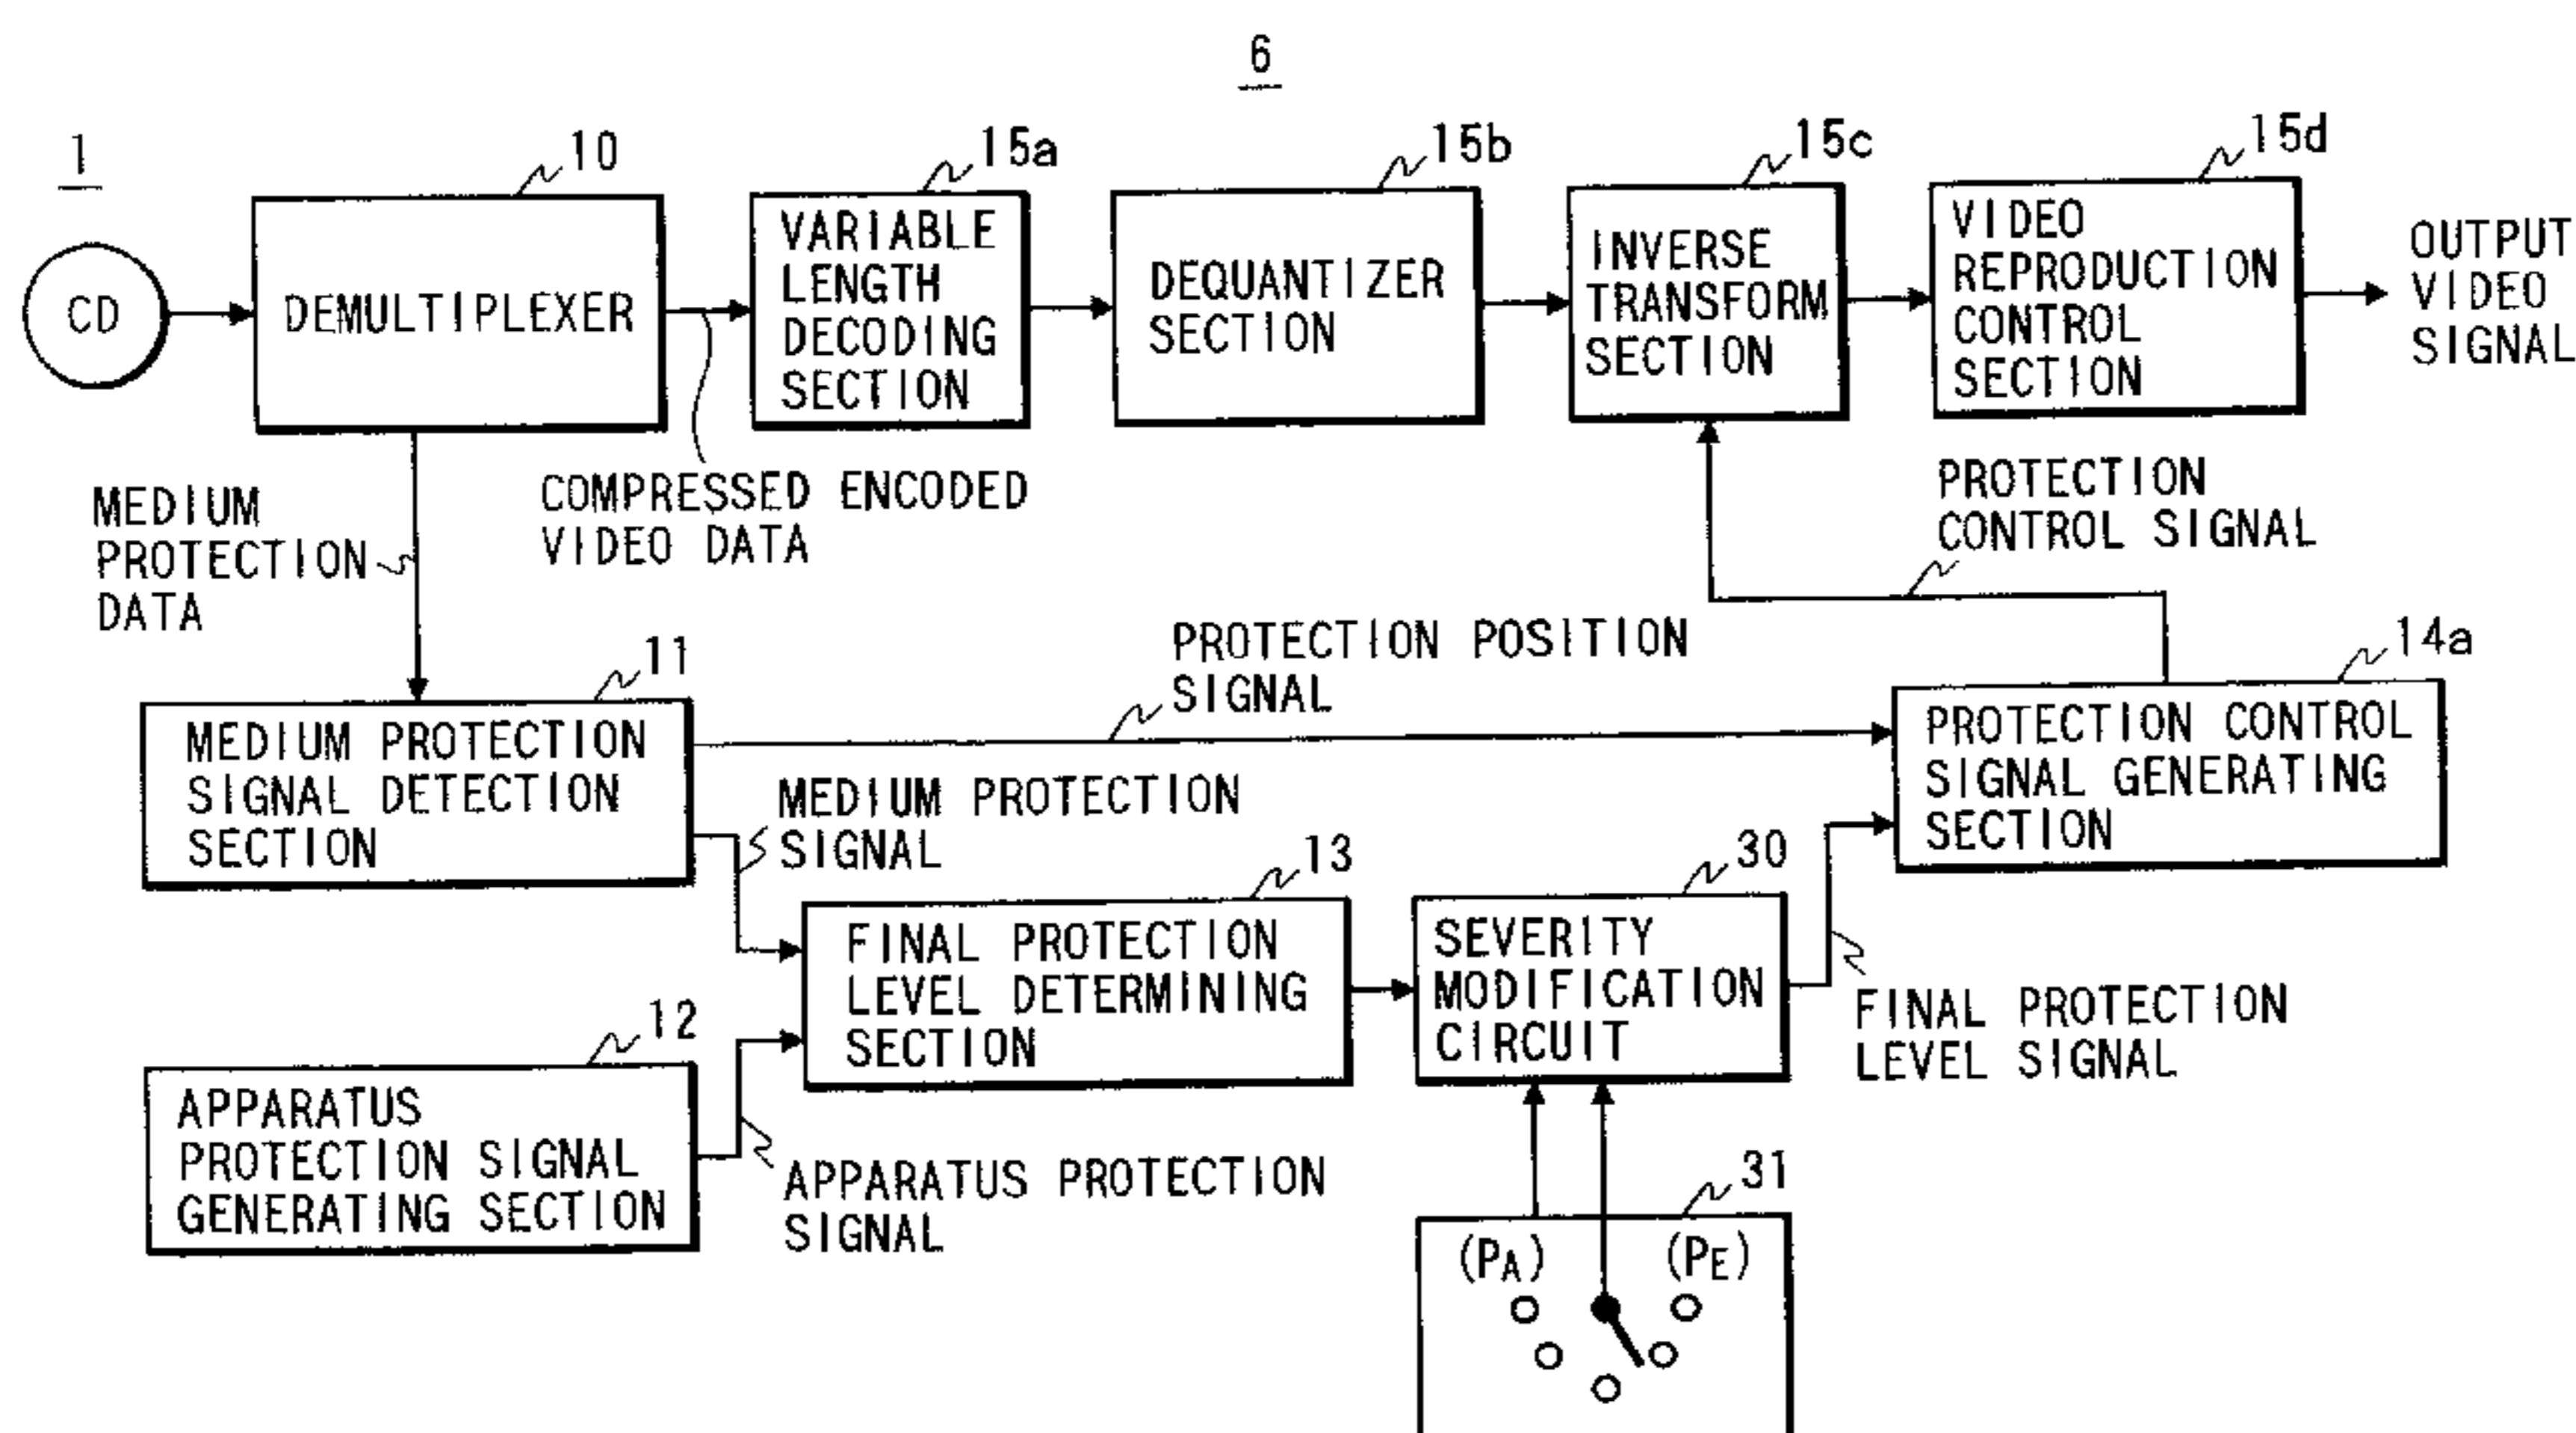 6
1
10
15a
15b
15c
15d
CD
DEMULTIPLEXER
VARIABLE
LENGTH
DECODING
SECTION
DEQUANTIZER
SECTION
INVERSE
TRANSFORM
SECTION
VIDEO
REPRODUCTION
CONTROL
SECTION
OUTPUT
VIDEO
SIGNAL
MEDIUM
PROTECTION
DATA
COMPRESSED ENCODED
VIDEO DATA
PROTECTION
CONTROL SIGNAL
PROTECTION POSITION
SIGNAL
11
14a
MEDIUM PROTECTION
SIGNAL DETECTION
SECTION
PROTECTION CONTROL
SIGNAL GENERATING
SECTION
MEDIUM PROTECTION
SIGNAL
13
30
FINAL PROTECTION
LEVEL DETERMINING
SECTION
SEVERITY
MODIFICATION
CIRCUIT
FINAL PROTECTION
LEVEL SIGNAL
12
APPARATUS
PROTECTION SIGNAL
GENERATING SECTION
APPARATUS PROTECTION
SIGNAL
31
(PA)
(PE)